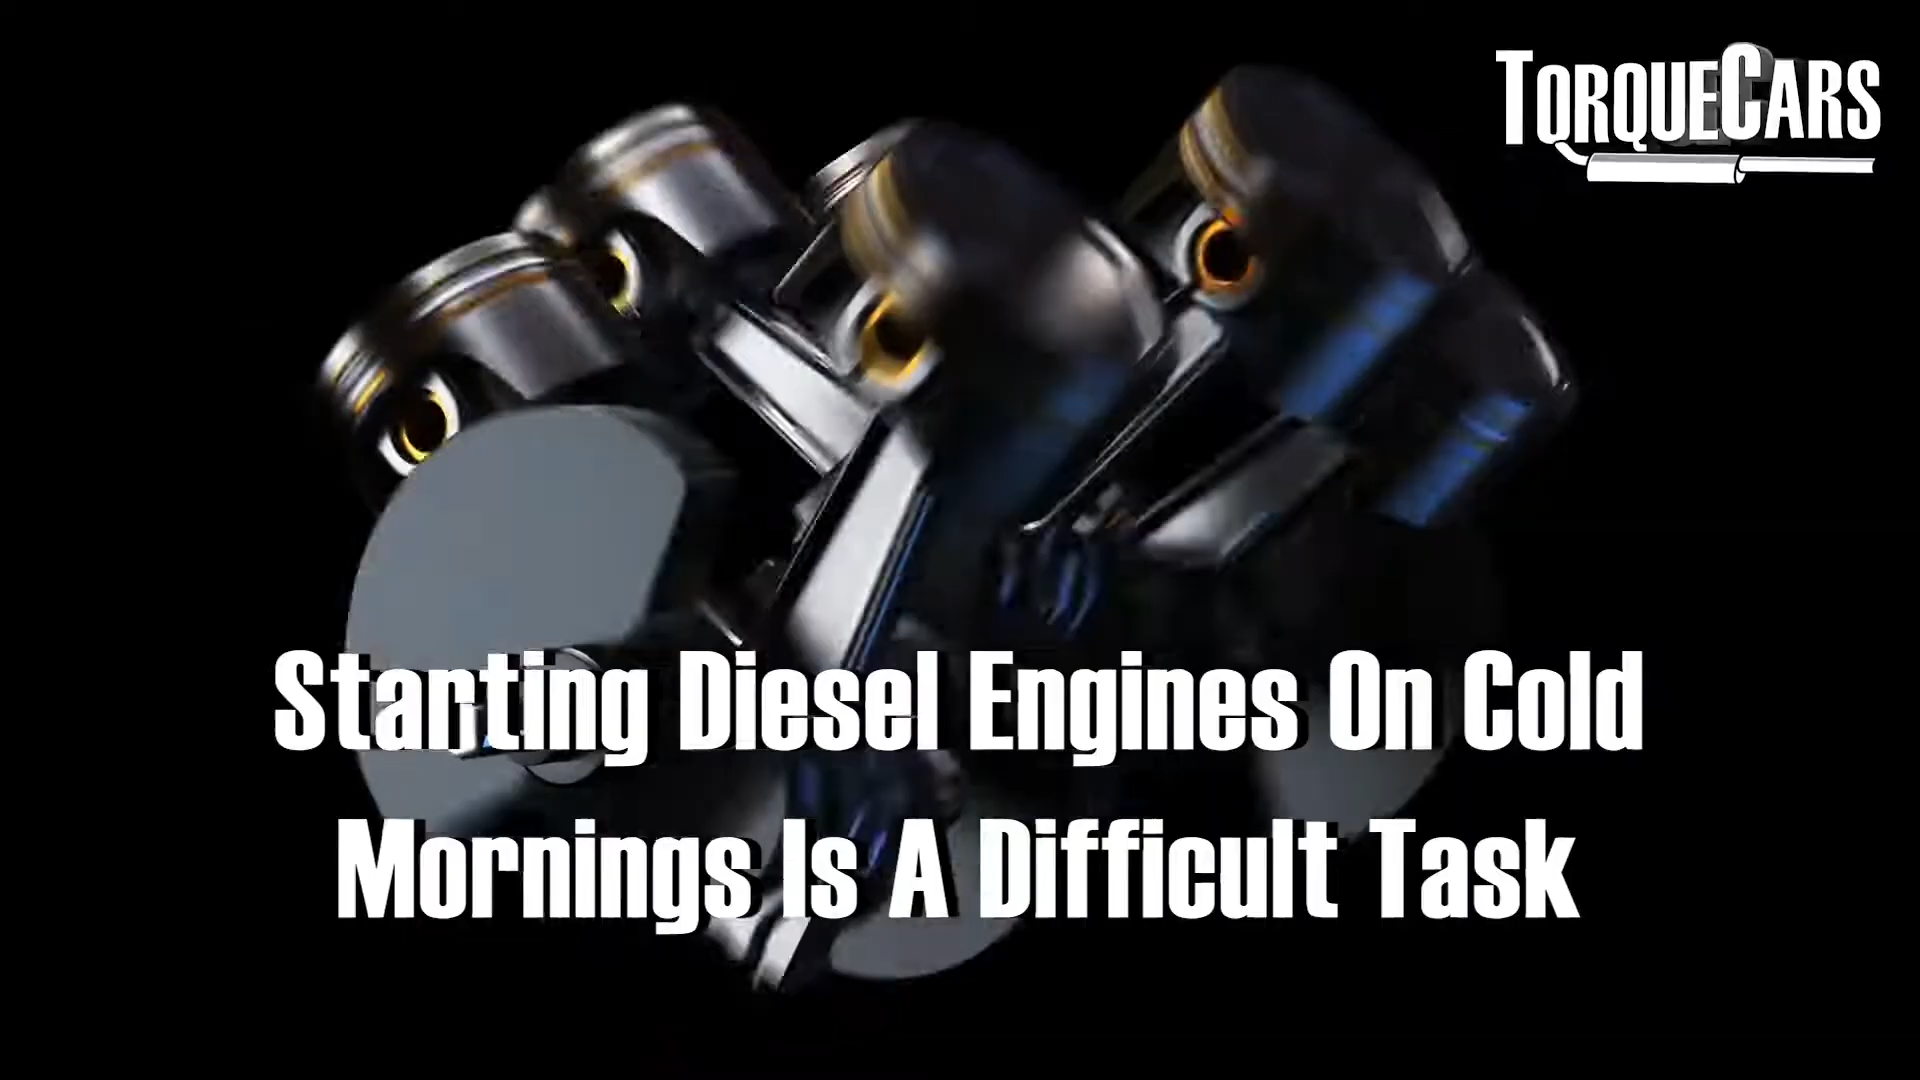 TORQUECARS
Starting Diesel Engines On Cold
Mornings Is A Difficult Task